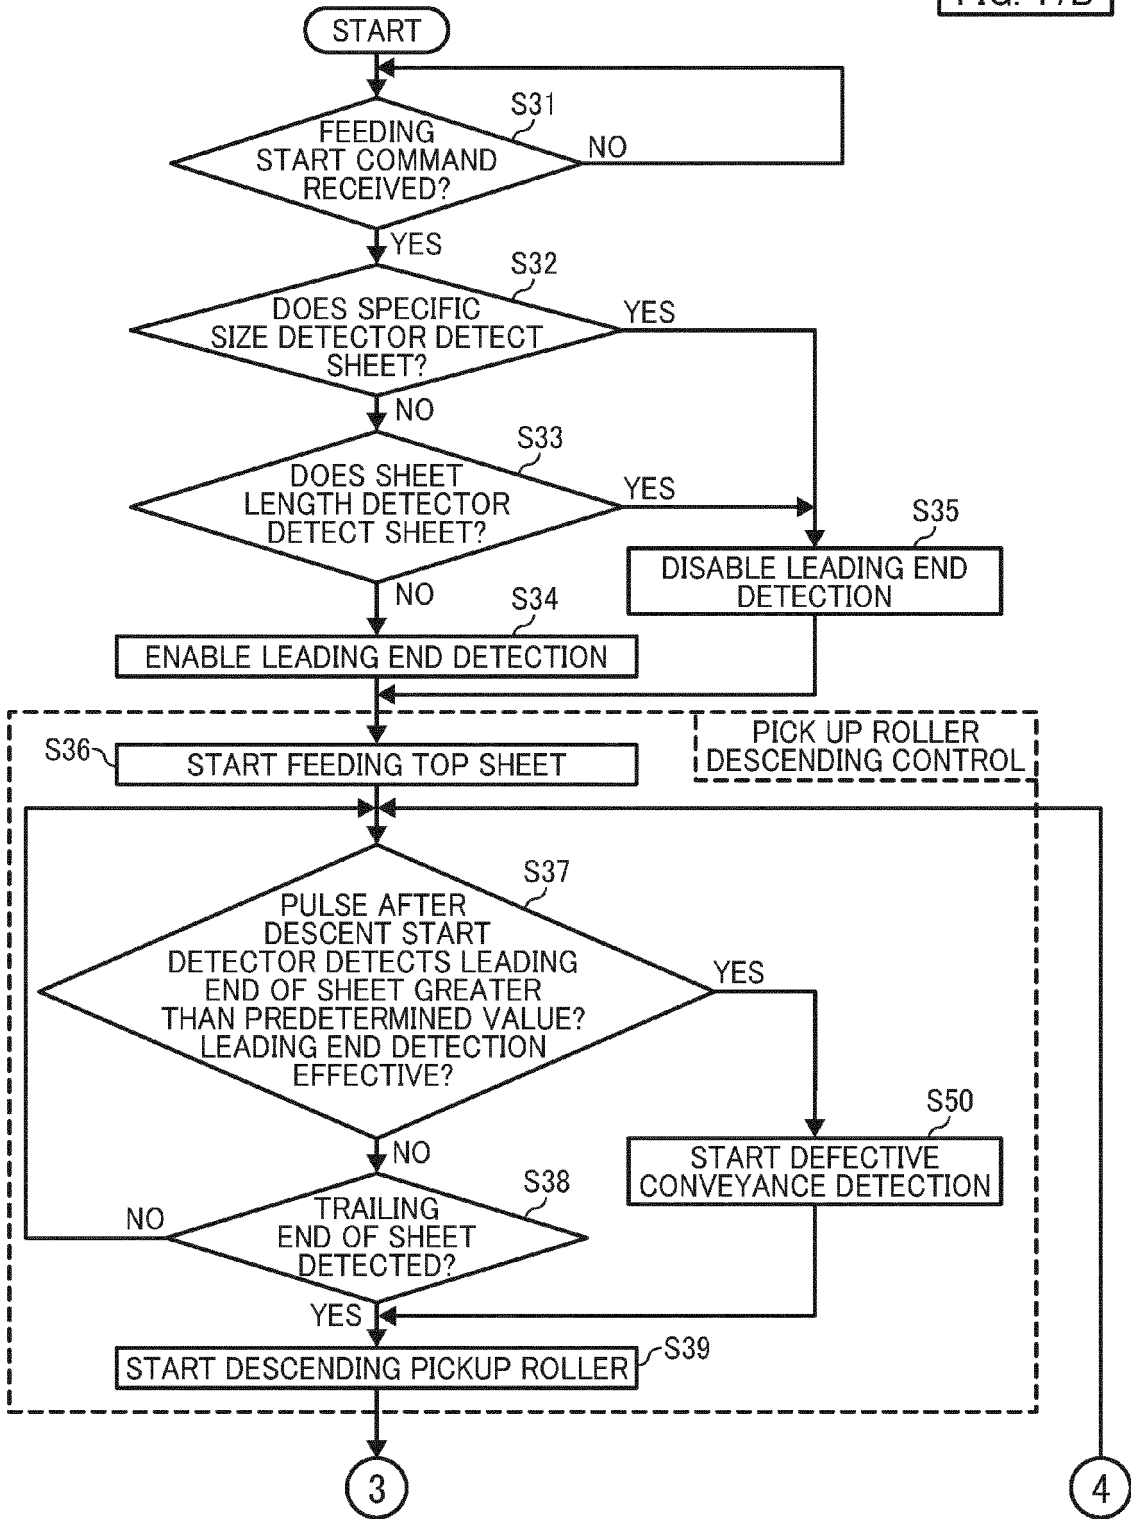 START
S31
FEEDING
START COMMAND
RECEIVED?
NO
YES
S32
DOES SPECIFIC
SIZE DETECTOR DETECT
SHEET?
YES
NO
S33
DOES SHEET
LENGTH DETECTOR
DETECT SHEET?
YES
NO
S35
DISABLE LEADING END
DETECTION
S34
ENABLE LEADING END DETECTION
PICK UP ROLLER
DESCENDING CONTROL
S36
START FEEDING TOP SHEET
S37
PULSE AFTER
DESCENT START
DETECTOR DETECTS LEADING
END OF SHEET GREATER
THAN PREDETERMINED VALUE?
LEADING END DETECTION
EFFECTIVE?
YES
NO
S50
START DEFECTIVE
CONVEYANCE DETECTION
S38
TRAILING
END OF SHEET
DETECTED?
NO
YES
START DESCENDING PICKUP ROLLER
S39
3
4